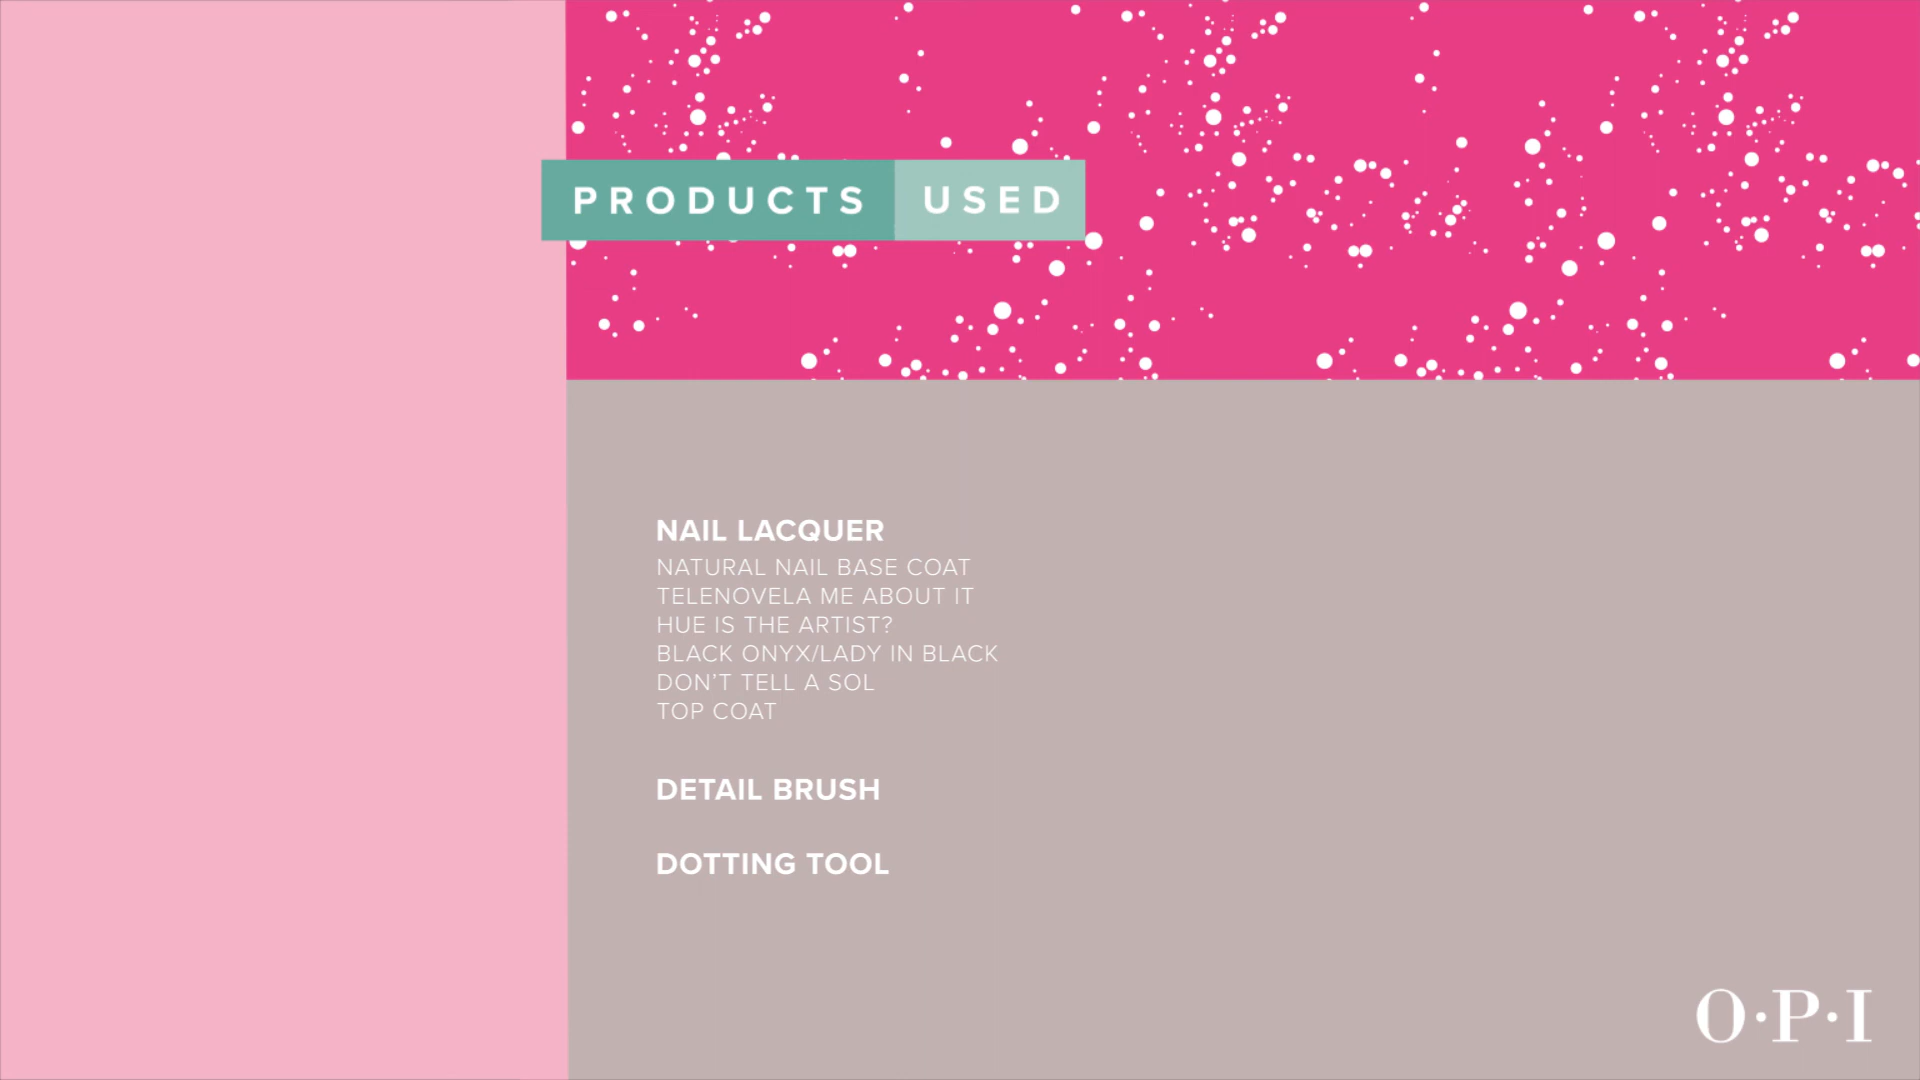 PRODUCTS USED
NAIL LACQUER
NATURAL NAIL BASE COAT
TELENOVELA ME ABOUT IT
HUE IS THE ARTIST?
BLACK ONYX/LADY IN BLACK
DON'T TELL A SOL
TOP COAT
DETAIL BRUSH
DOTTING TOOL
O·P·I